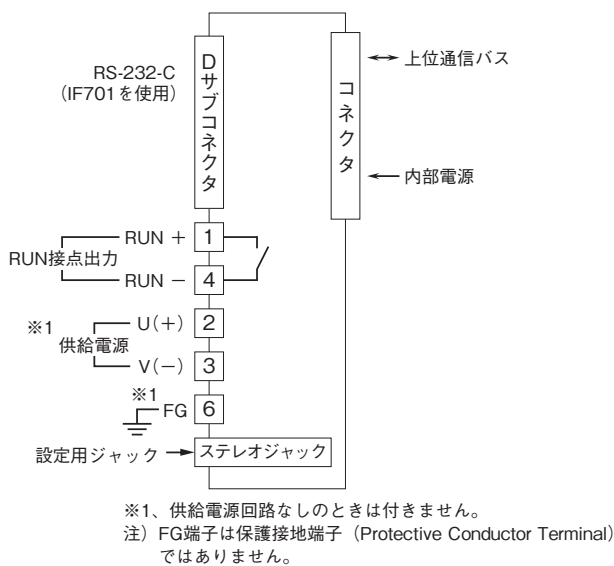 RS-232-C
（IF701を使用）
Dサブコネクタ
コネクタ
上位通信バス
内部電源
RUN接点出力
RUN ＋
1
RUN －
4
※1
供給電源
U（＋）
2
V（－）
3
※1
FG
6
設定用ジャック
ステレオジャック
※1、供給電源回路なしのときは付きません。
注）FG端子は保護接地端子（Protective Conductor Terminal）
ではありません。